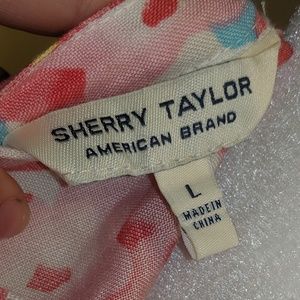 SHERRY TAYLOR
AMERICAN BRAND
L
MADE IN
CHINA